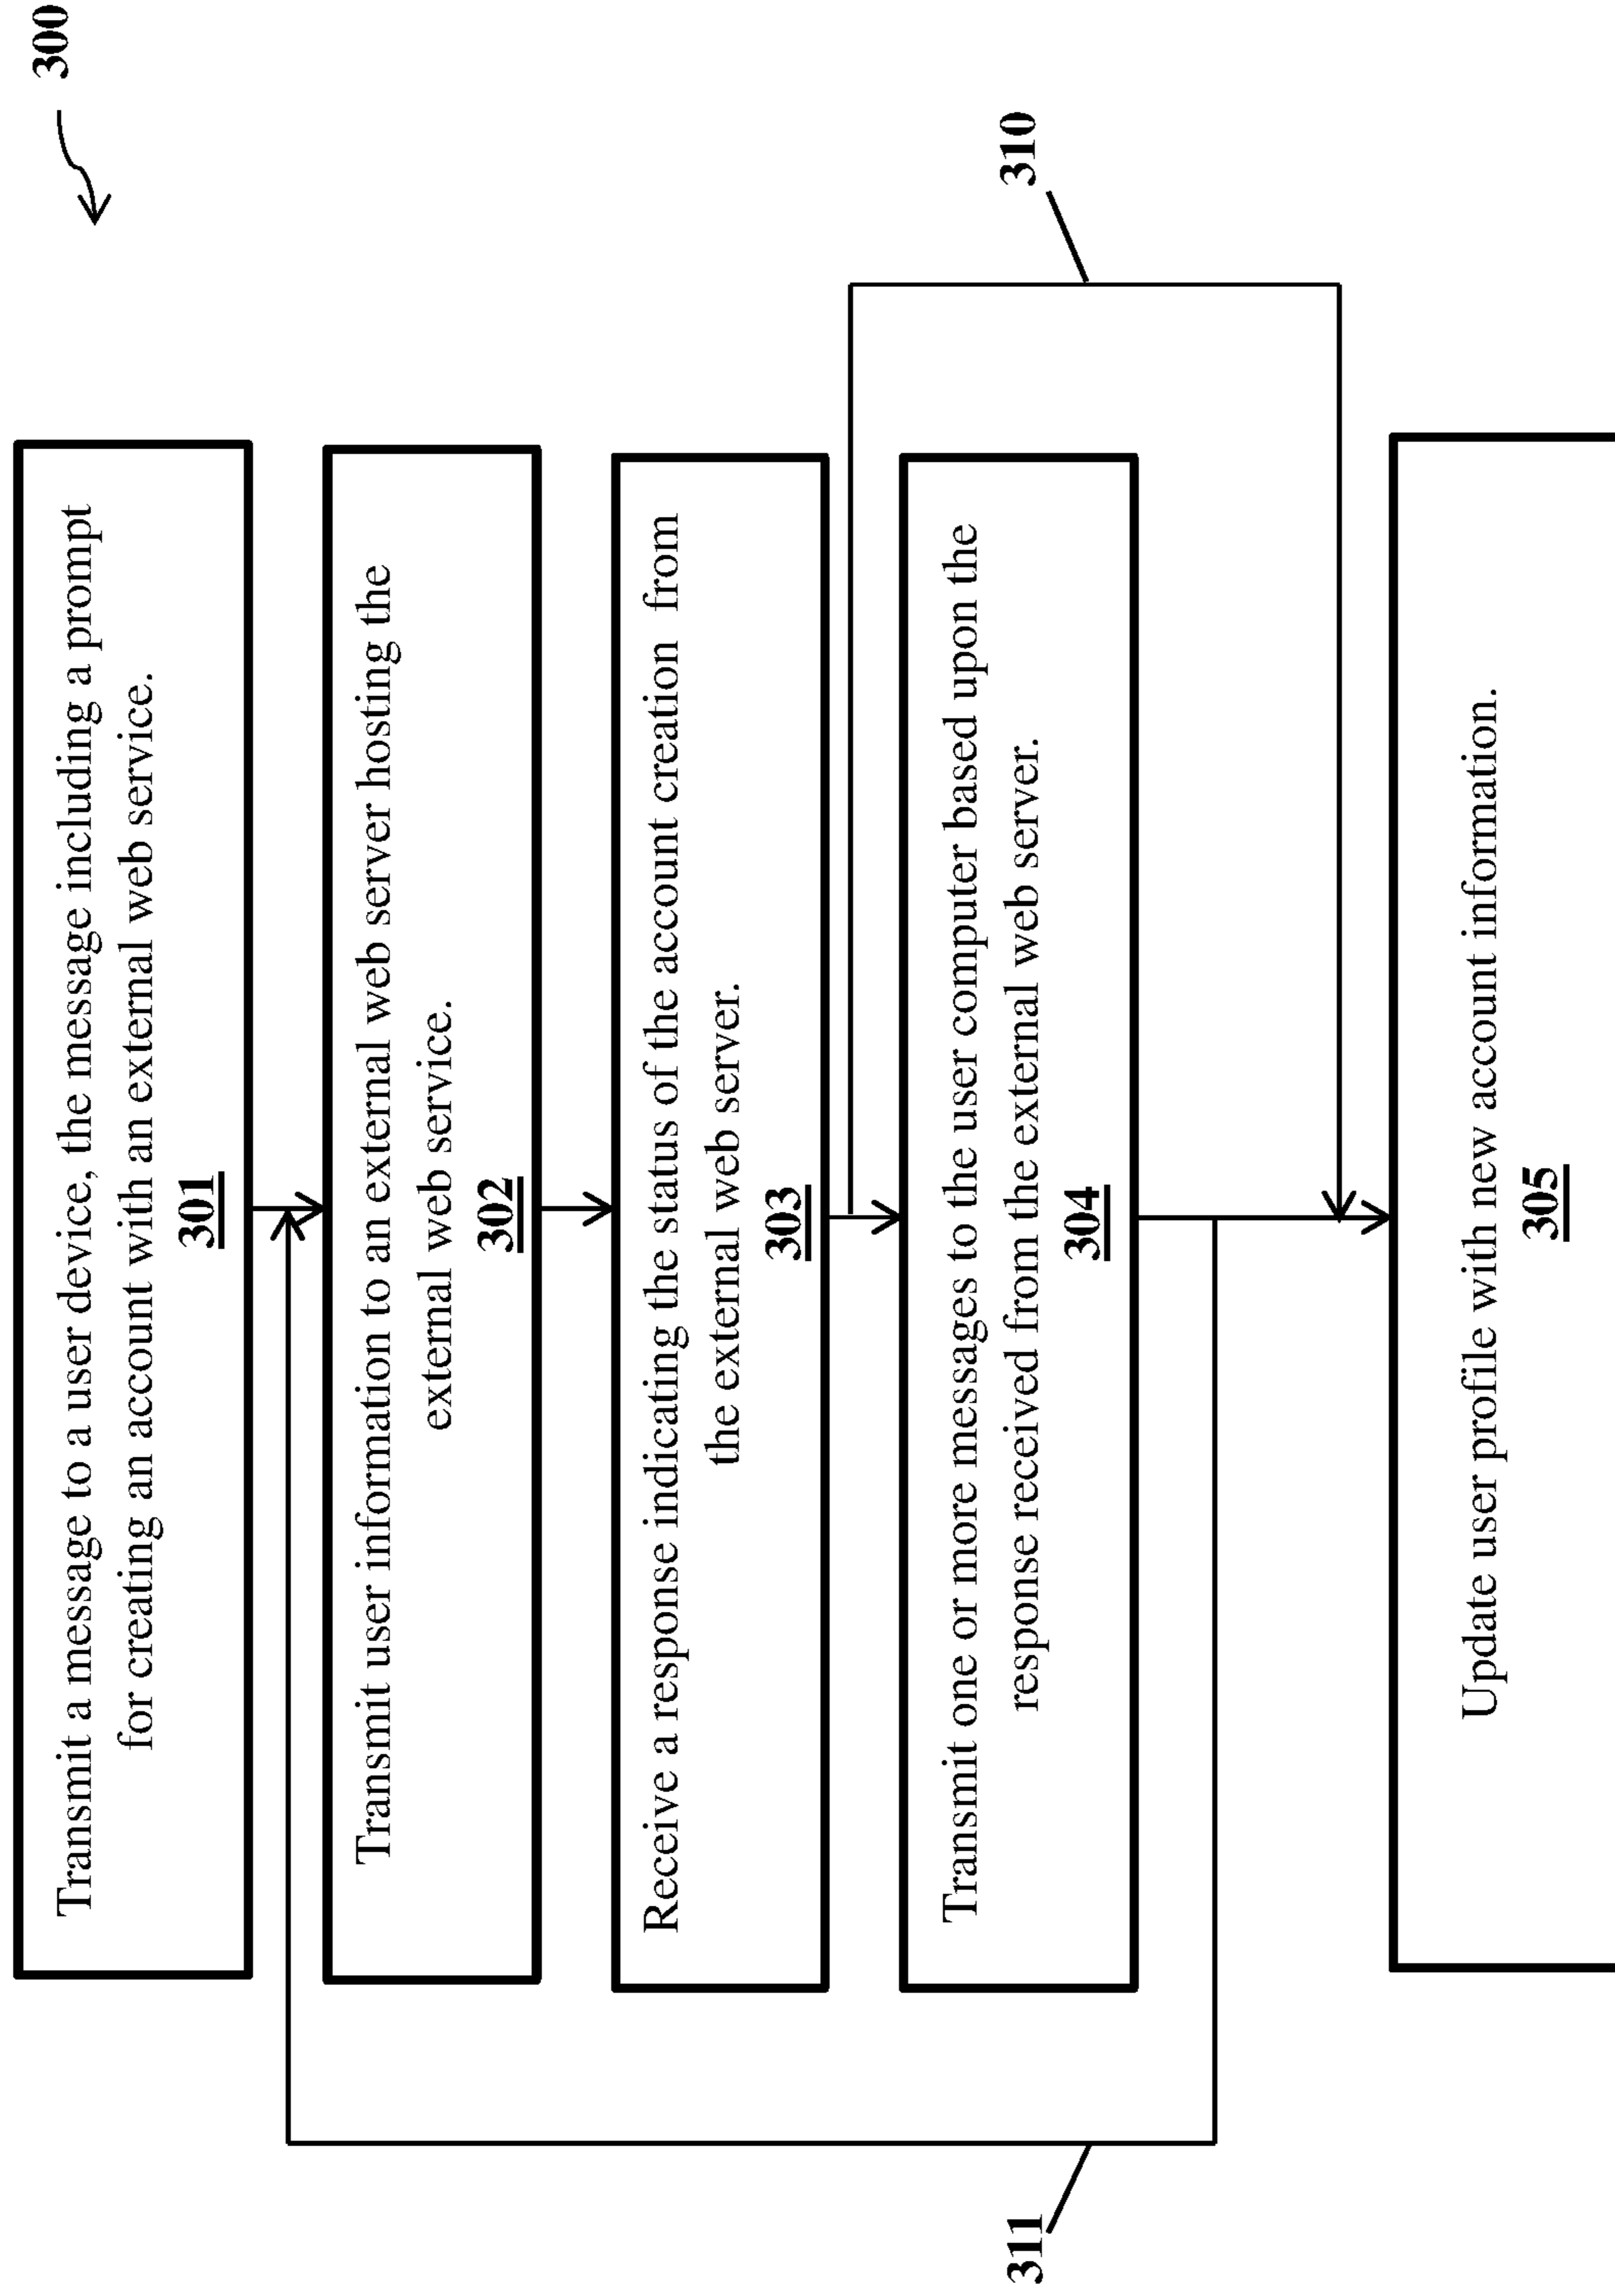 300
Transmit a message to a user device, the message including a prompt
for creating an account with an external web service.
301
Transmit user information to an external web server hosting the
external web service.
302
Receive a response indicating the status of the account creation from
the external web server.
303
310
Transmit one or more messages to the user computer based upon the
response received from the external web server.
304
311
Update user profile with new account information.
305